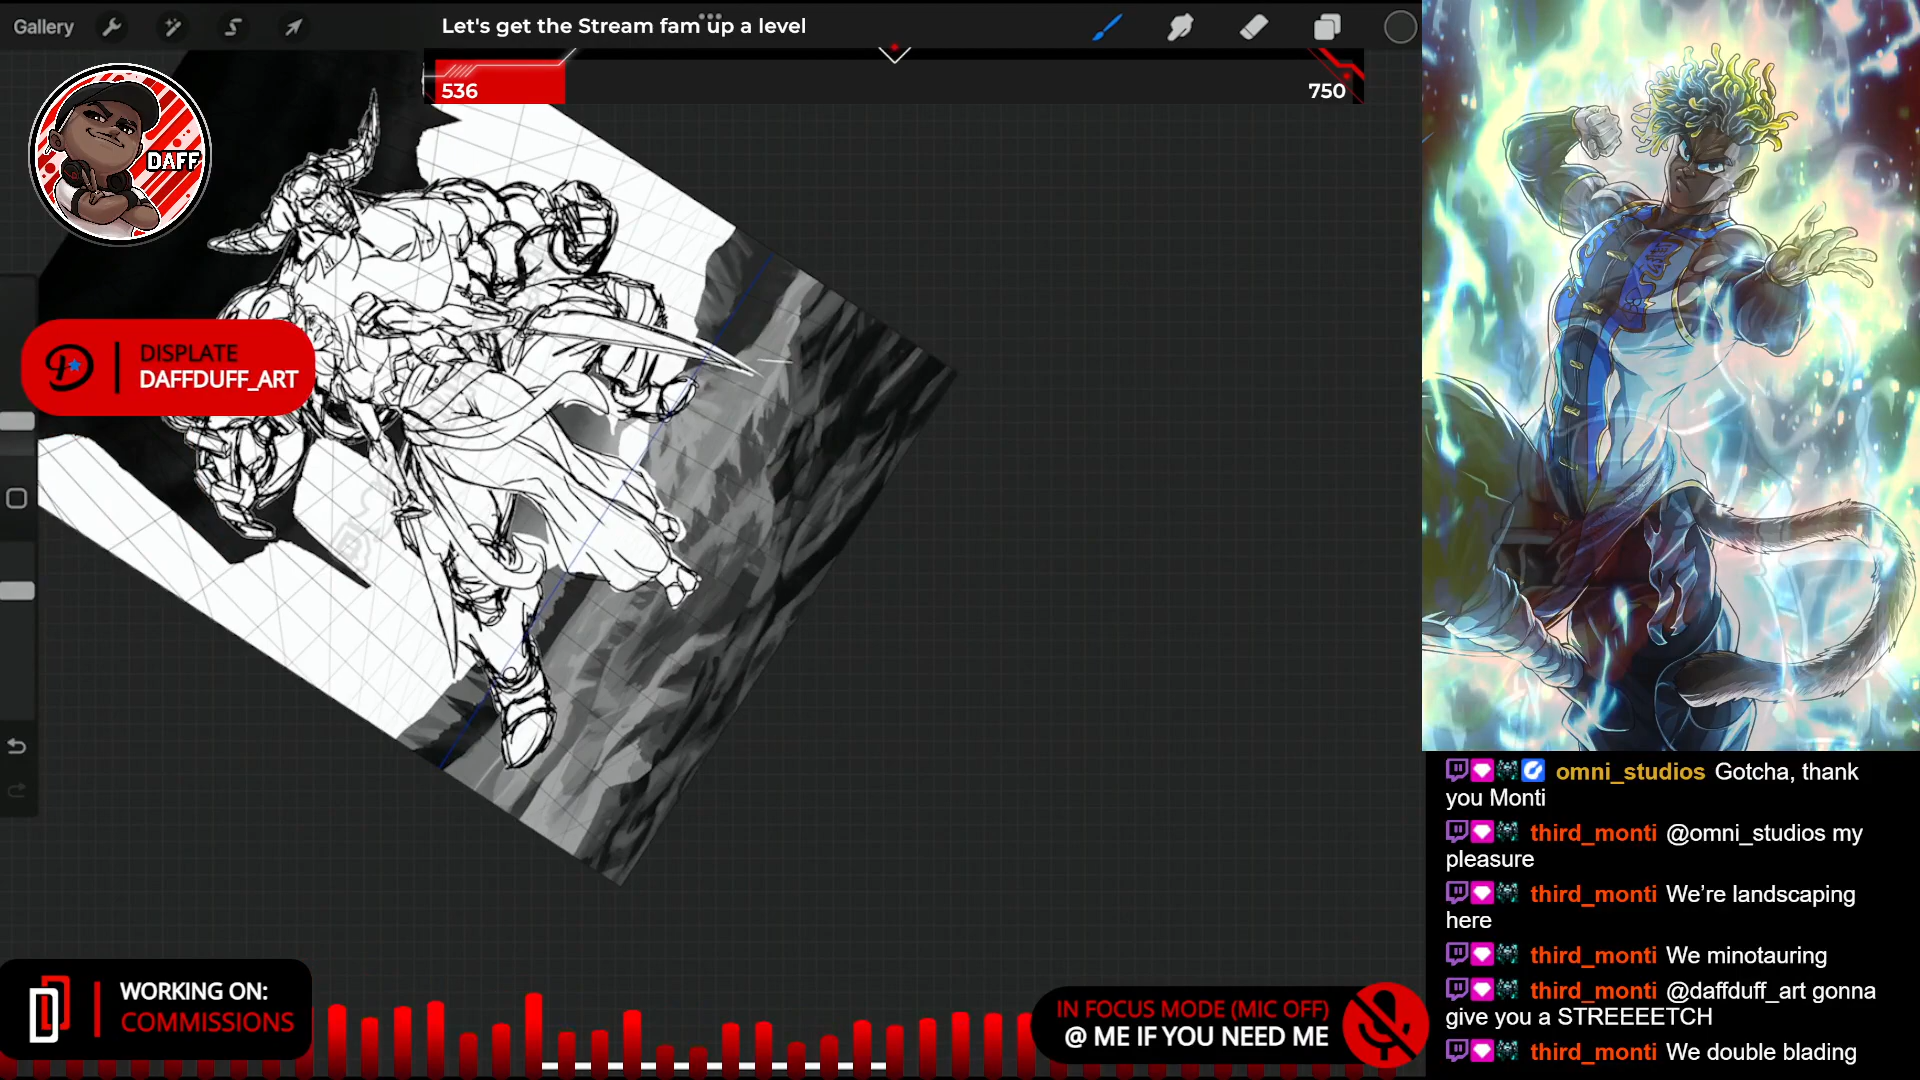 Gallery
Let's get the Stream fam up a level
536
750
DAFF
DISPLATE
DAFFDUFF_ART
WORKING ON:
COMMISSIONS
IN FOCUS MODE (MIC OFF)
@ ME IF YOU NEED ME
omni_studios Gotcha, thank
you Monti
third_monti @omni_studios my
pleasure
third_monti We're landscaping
here
third_monti We minotauring
third_monti @daffduff_art gonna
give you a STREEEETCH
third_monti We double blading